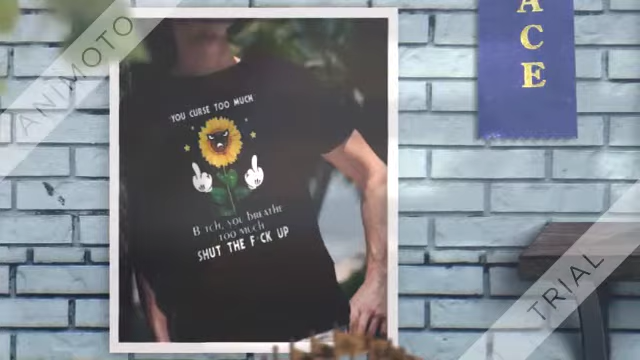 ANIMOTO
ACE
YOU CURSE TOO MUCH
B TCH, YOU BREATHE
TOO MUCH
SHUT THE F CK UP
TRIAL